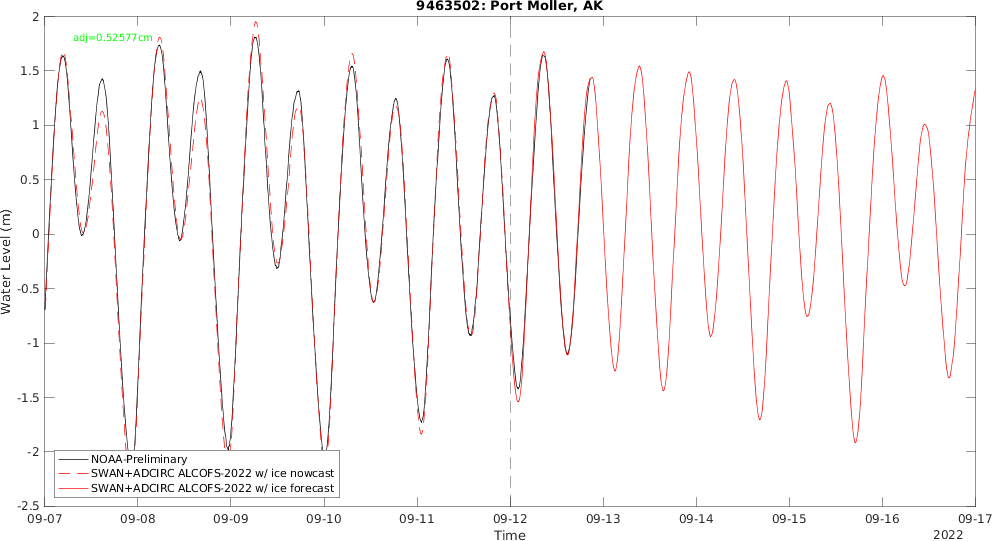 9463502: Port Moller, AK
adj=0.52577cm
2
1.5
1
0.5
0
-0.5
-1
-1.5
-2
-2.5
Water Level (m)
NOAA-Preliminary
SWAN+ADCIRC ALCOFS-2022 w/ ice nowcast
SWAN+ADCIRC ALCOFS-2022 w/ ice forecast
09-07 09-08 09-09 09-10 09-11 09-12 09-13 09-14 09-15 09-16 09-17
Time
2022